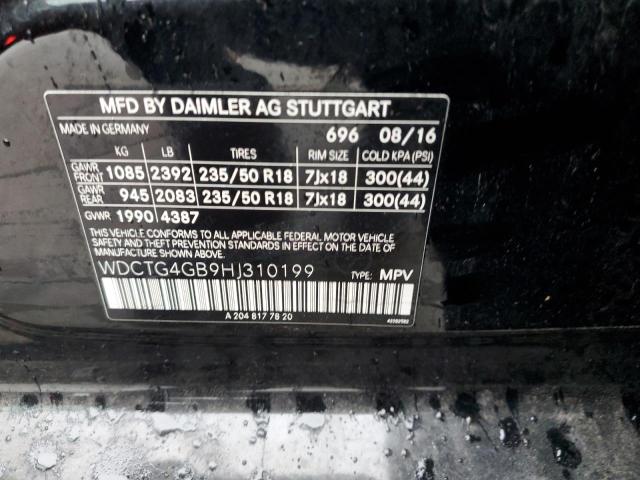 MFD BY DAIMLER AG STUTTGART
MADE IN GERMANY 696 08/16
KG LB TIRES RIM SIZE COLD KPA (PSI)
GAWR FRONT 1085 2392 235/50 R18 7Jx18 300(44)
GAWR REAR 945 2083 235/50 R18 7Jx18 300(44)
GVWR 1990 4387
THIS VEHICLE CONFORMS TO ALL APPLICABLE FEDERAL MOTOR VEHICLE
SAFETY AND THEFT PREVENTION STANDARDS IN EFFECT ON THE DATE OF
MANUFACTURE SHOWN ABOVE.
WDCTG4GB9HJ310199 TYPE: MPV
A 204 817 78 20